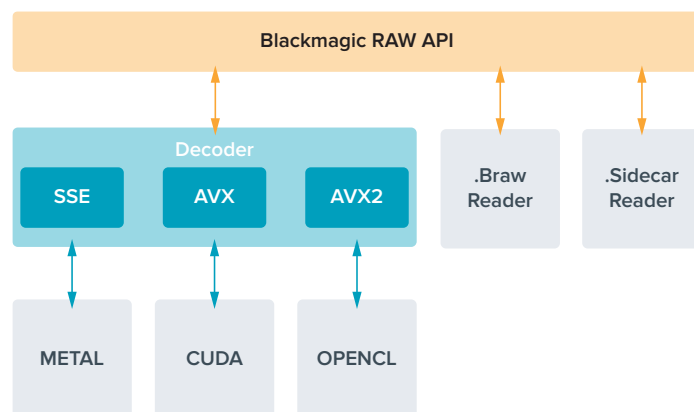 Blackmagic RAW API
Decoder
SSE
AVX
AVX2
.Braw
Reader
.Sidecar
Reader
METAL
CUDA
OPENCL